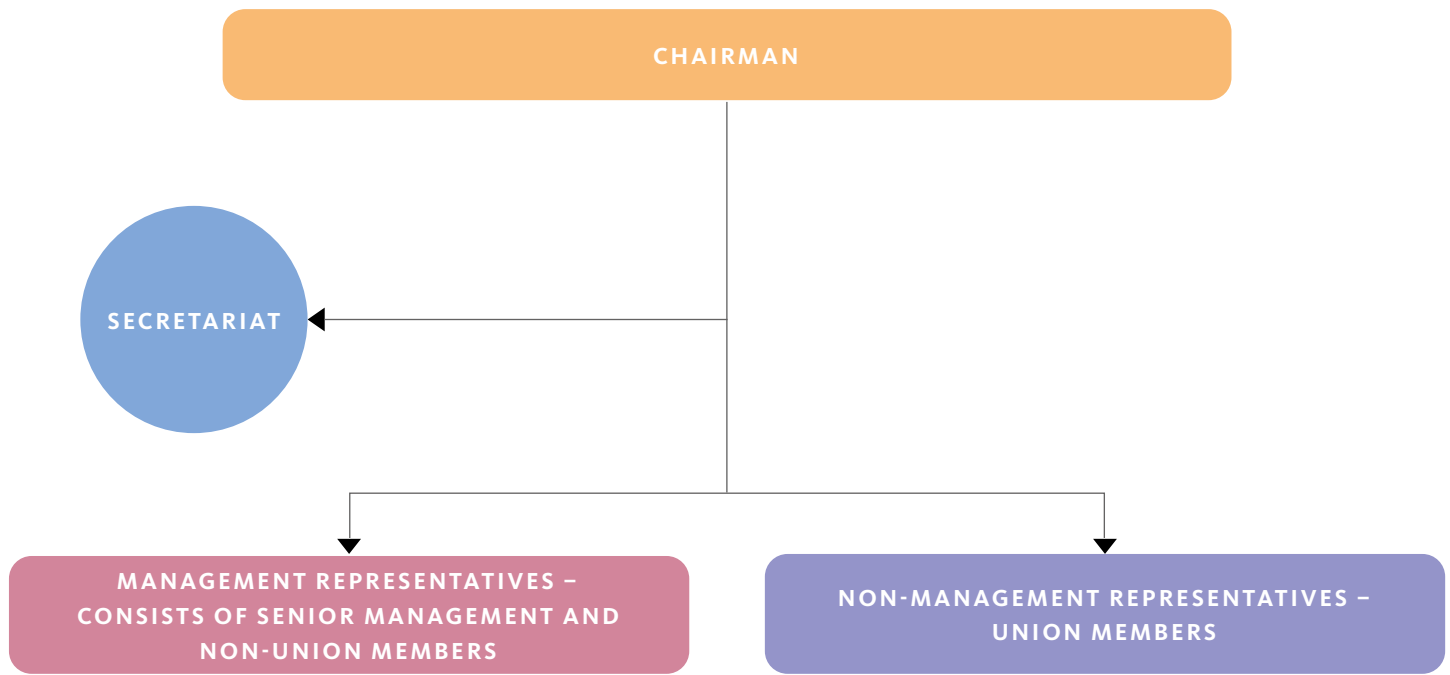 CHAIRMAN
SECRETARIAT
MANAGEMENT REPRESENTATIVES –
CONSISTS OF SENIOR MANAGEMENT AND
NON-UNION MEMBERS
NON-MANAGEMENT REPRESENTATIVES –
UNION MEMBERS